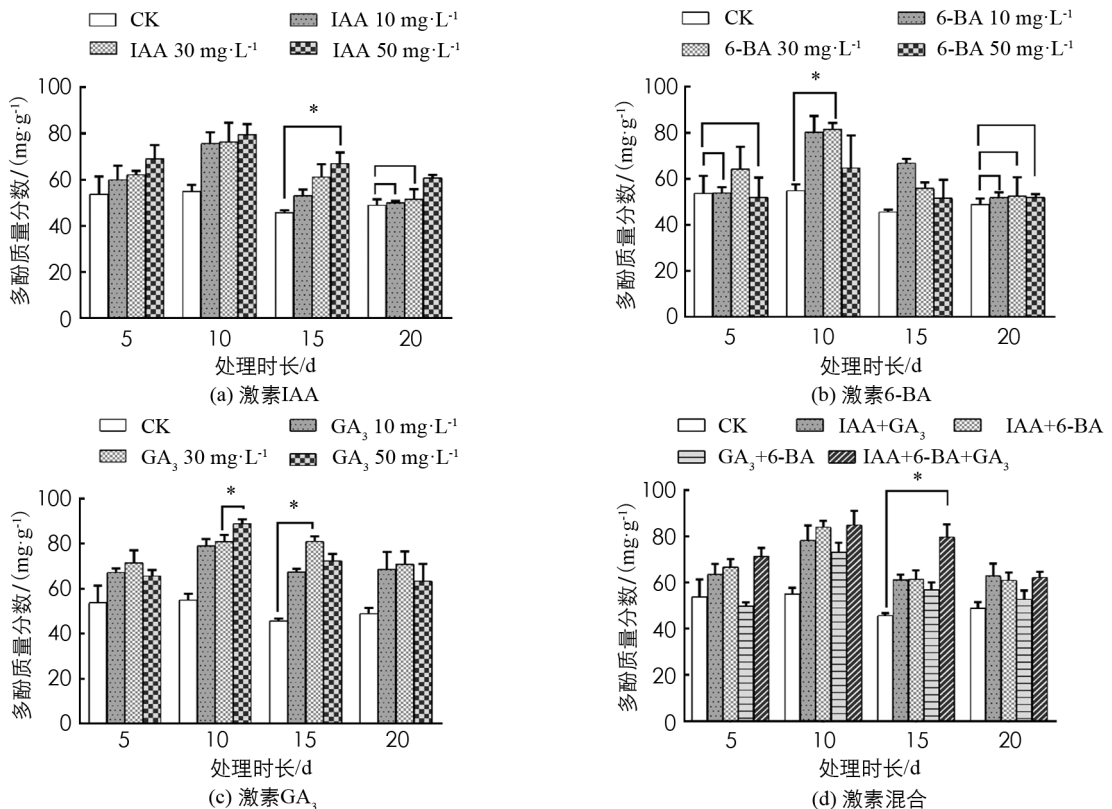 CK IAA 10 mg·L⁻¹
IAA 30 mg·L⁻¹ IAA 50 mg·L⁻¹
100
80
60
40
20
0
多酚质量分数/(mg·g⁻¹)
*
5 10 15 20
处理时长/d
(a) 激素IAA
CK 6-BA 10 mg·L⁻¹
6-BA 30 mg·L⁻¹ 6-BA 50 mg·L⁻¹
100
80
60
40
20
0
多酚质量分数/(mg·g⁻¹)
*
5 10 15 20
处理时长/d
(b) 激素6-BA
CK GA₃ 10 mg·L⁻¹
GA₃ 30 mg·L⁻¹ GA₃ 50 mg·L⁻¹
100
80
60
40
20
0
多酚质量分数/(mg·g⁻¹)
* *
5 10 15 20
处理时长/d
(c) 激素GA₃
CK IAA+GA₃ IAA+6-BA
GA₃+6-BA IAA+6-BA+GA₃
100
80
60
40
20
0
多酚质量分数/(mg·g⁻¹)
*
5 10 15 20
处理时长/d
(d) 激素混合